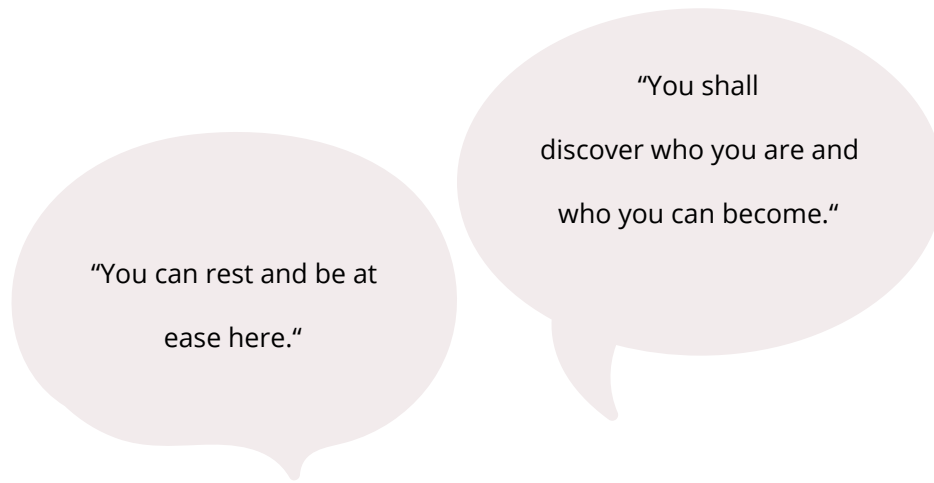 “You can rest and be at
ease here.“
“You shall
discover who you are and
who you can become.“